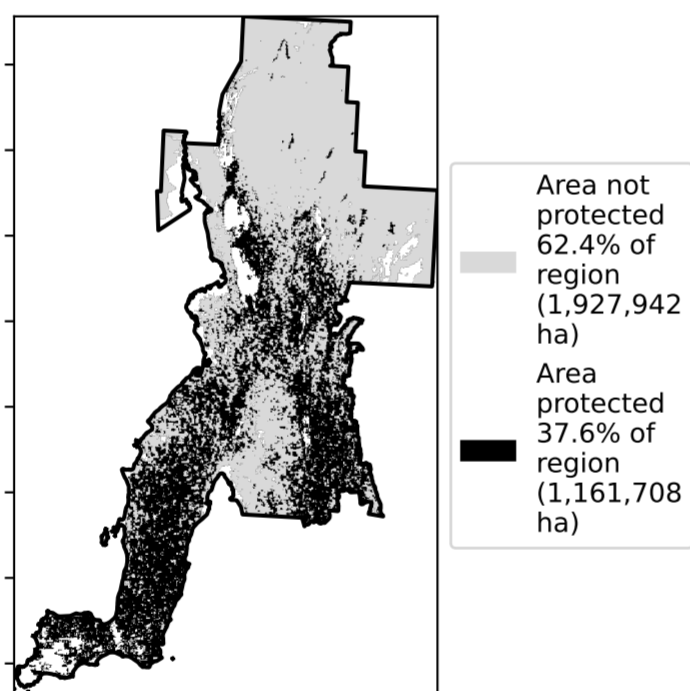 Area not
protected
62.4% of
region
(1,927,942
ha)
Area
protected
37.6% of
region
(1,161,708
ha)